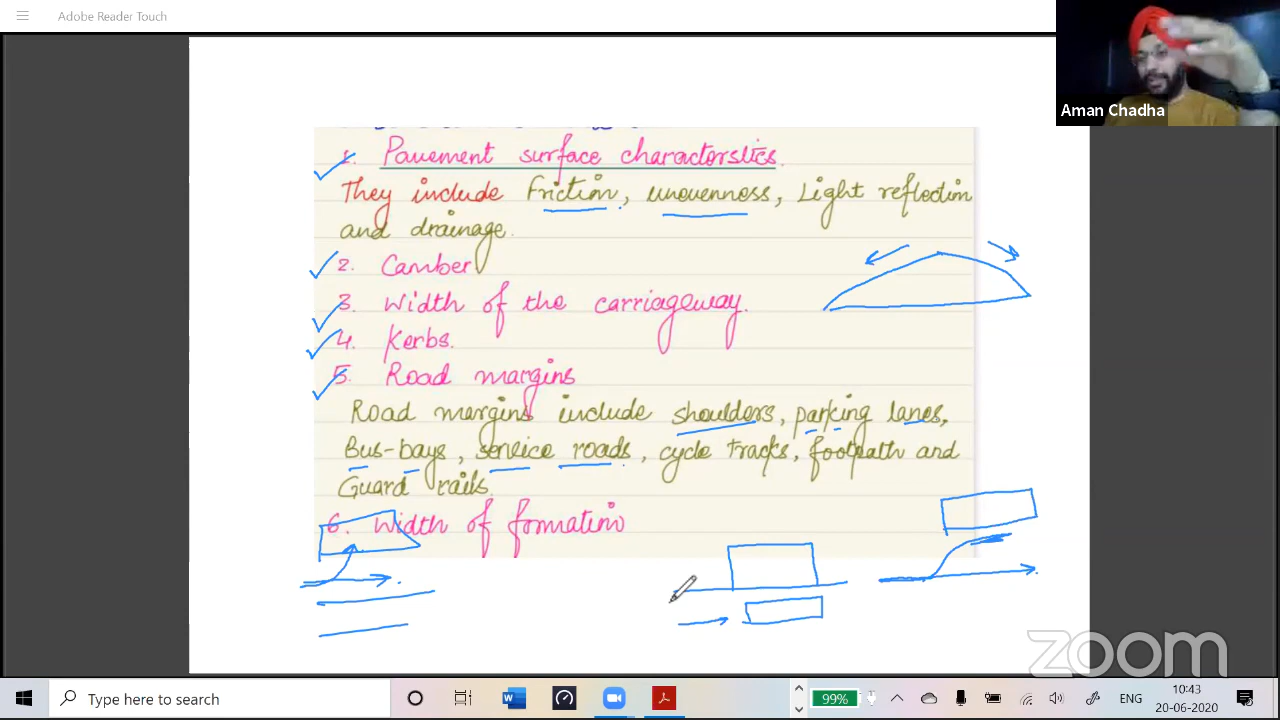 Adobe Reader Touch
Aman Chadha
1. Pavement surface charactorstics.
They include Friction, unevenness, Light reflection
and drainage.
2. Camber
3. Width of the carriageway.
4. Kerbs.
5. Road margins
Road margins include shoulders, parking lanes,
Bus-bays, service roads, cycle tracks, footpath and
Guard rails.
6. Width of formation
zoom
Type here to search
99%
ENG
10:43
20-06-2020